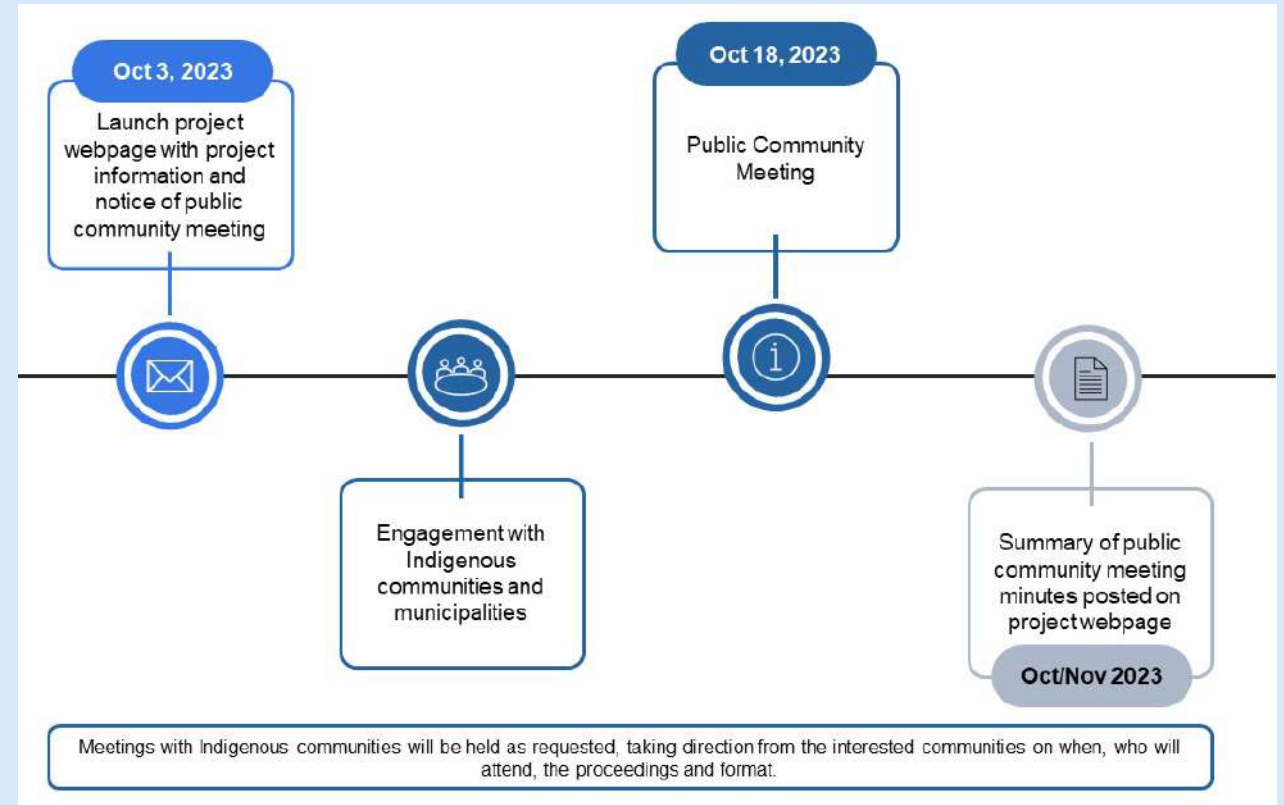 Oct 3, 2023
Launch project
webpage with project
information and
notice of public
community meeting
Engagement with
Indigenous
communities and
municipalities
Oct 18, 2023
Public Community
Meeting
i
Summary of public
community meeting
minutes posted on
project webpage
Oct/Nov 2023
Meetings with Indigenous communities will be held as requested, taking direction from the interested communities on when, who will
attend, the proceedings and format.